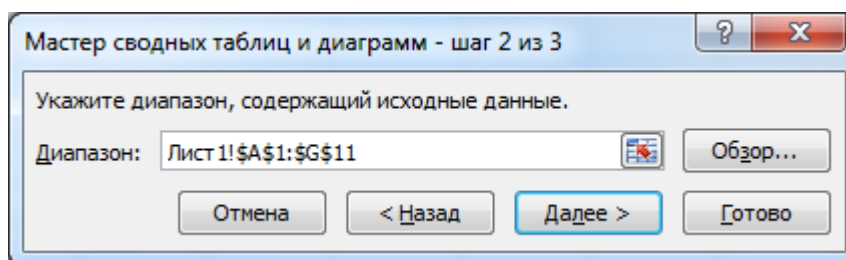 Мастер сводных таблиц и диаграмм - шаг 2 из 3
Укажите диапазон, содержащий исходные данные.
Диапазон: Лист1!$A$1:$G$11 Обзор...
Отмена < Назад Далее > Готово